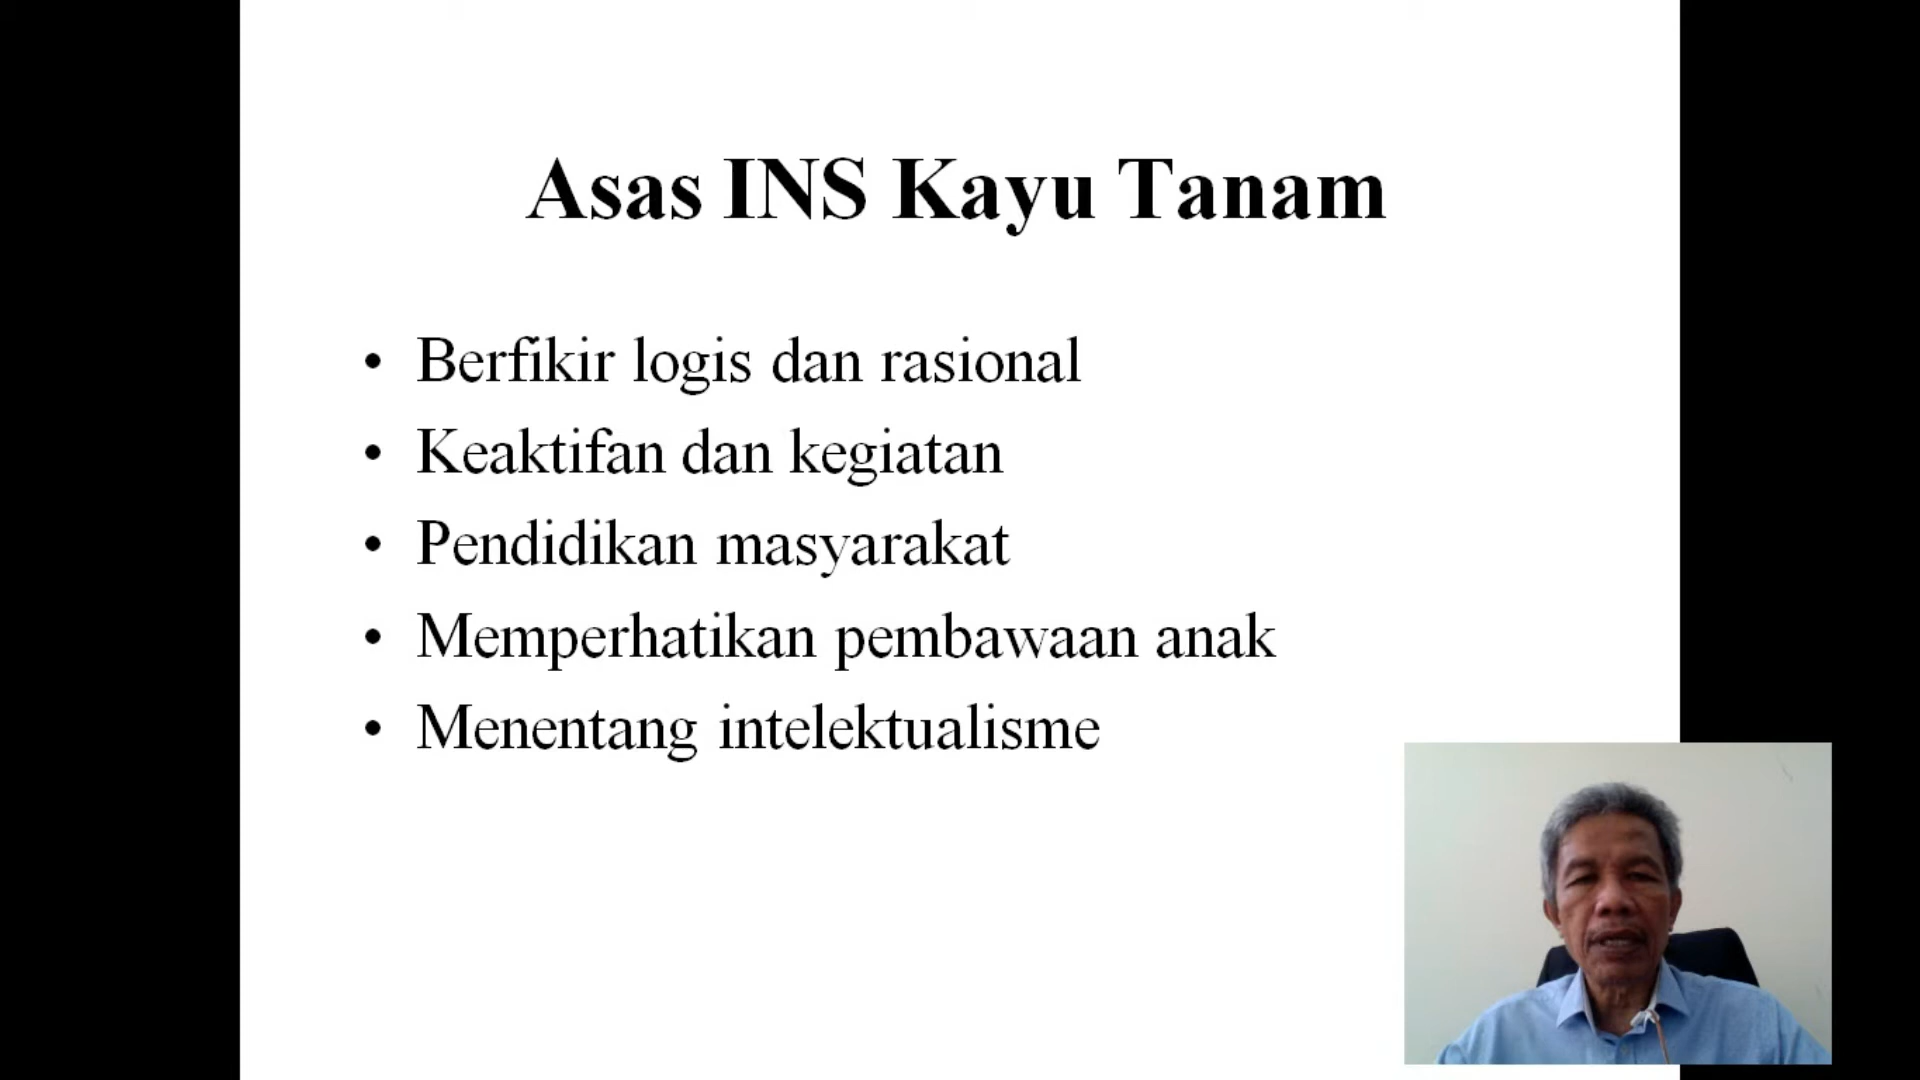 Asas INS Kayu Tanam
• Berfikir logis dan rasional
• Keaktifan dan kegiatan
• Pendidikan masyarakat
• Memperhatikan pembawaan anak
• Menentang intelektualisme